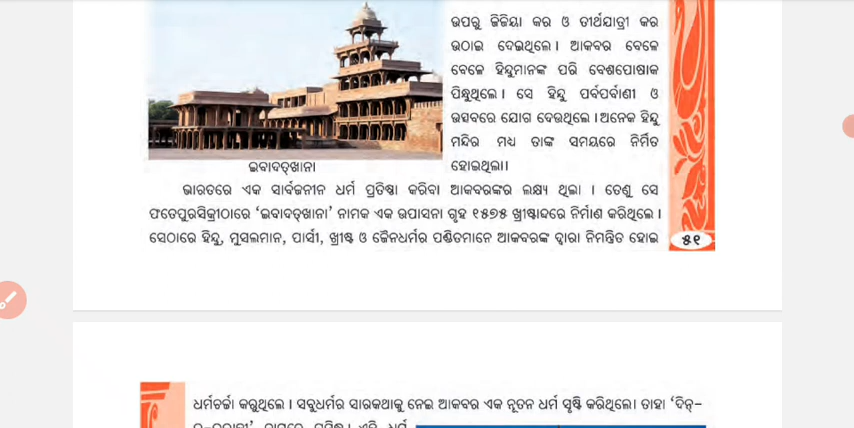 ଉପରୁ ଜିଜିୟା କର ଓ ତୀର୍ଥଯାତ୍ରୀ କର
ଉଠାଇ ଦେଇଥିଲେ। ଆକବର ବେଳେ
ବେଳେ ହିନ୍ଦୁମାନଙ୍କ ପରି ବେଶପୋଷାକ
ପିନ୍ଧୁଥିଲେ। ସେ ହିନ୍ଦୁ ପର୍ବପର୍ବାଣୀ ଓ
ଉତ୍ସବରେ ଯୋଗ ଦେଉଥିଲେ । ଅନେକ ହିନ୍ଦୁ
ମନ୍ଦିର ମଧ୍ୟ ତାଙ୍କ ସମୟରେ ନିର୍ମିତ
ହୋଇଥିଲା।
ଇବାଦତ୍‌ଖାନା
ଭାରତରେ ଏକ ସାର୍ବଜନୀନ ଧର୍ମ ପ୍ରତିଷ୍ଠା କରିବା ଆକବରଙ୍କର ଲକ୍ଷ୍ୟ ଥିଲା । ତେଣୁ ସେ
ଫତେପୁରସିକ୍ରୀଠାରେ ‘ଇବାଦତ୍‌ଖାନା’ ନାମକ ଏକ ଉପାସନା ଗୃହ ୧୫୭୫ ଖ୍ରୀଷ୍ଟାବ୍ଦରେ ନିର୍ମାଣ କରିଥିଲେ ।
ସେଠାରେ ହିନ୍ଦୁ, ମୁସଲମାନ, ପାର୍ସୀ, ଖ୍ରୀଷ୍ଟ ଓ ଜୈନଧର୍ମର ପଣ୍ଡିତମାନେ ଆକବରଙ୍କ ଦ୍ୱାରା ନିମନ୍ତ୍ରିତ ହୋଇ
୫୧
ଧର୍ମଚର୍ଚ୍ଚା କରୁଥିଲେ । ସବୁଧର୍ମର ସାରକଥାକୁ ନେଇ ଆକବର ଏକ ନୂତନ ଧର୍ମ ସୃଷ୍ଟି କରିଥିଲେ। ତାହା ‘ଦିନ୍-